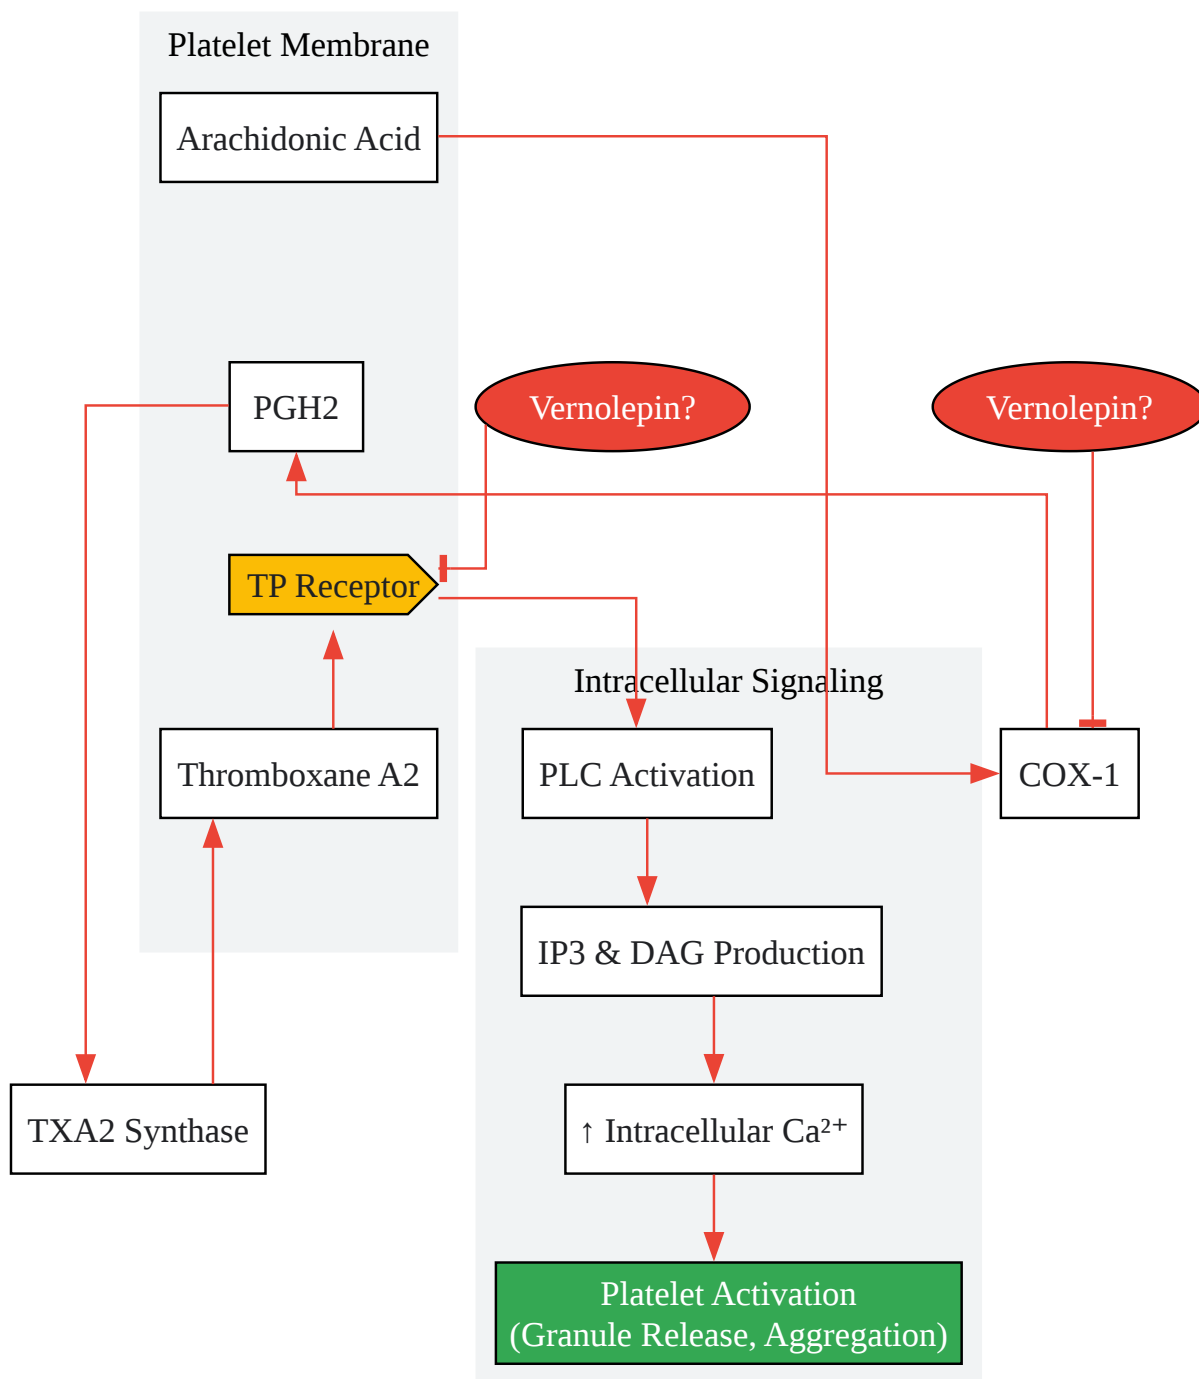 Platelet Membrane
Arachidonic Acid
PGH2
Vernolepin?
Vernolepin?
TP Receptor
Intracellular Signaling
Thromboxane A2
PLC Activation
COX-1
IP3 & DAG Production
TXA2 Synthase
↑ Intracellular Ca²⁺
Platelet Activation
(Granule Release, Aggregation)